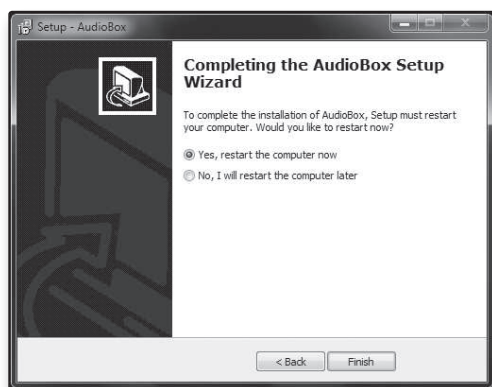 Setup - AudioBox
Completing the AudioBox Setup
Wizard
To complete the installation of AudioBox, Setup must restart
your computer. Would you like to restart now?
Yes, restart the computer now
No, I will restart the computer later
< Back
Finish